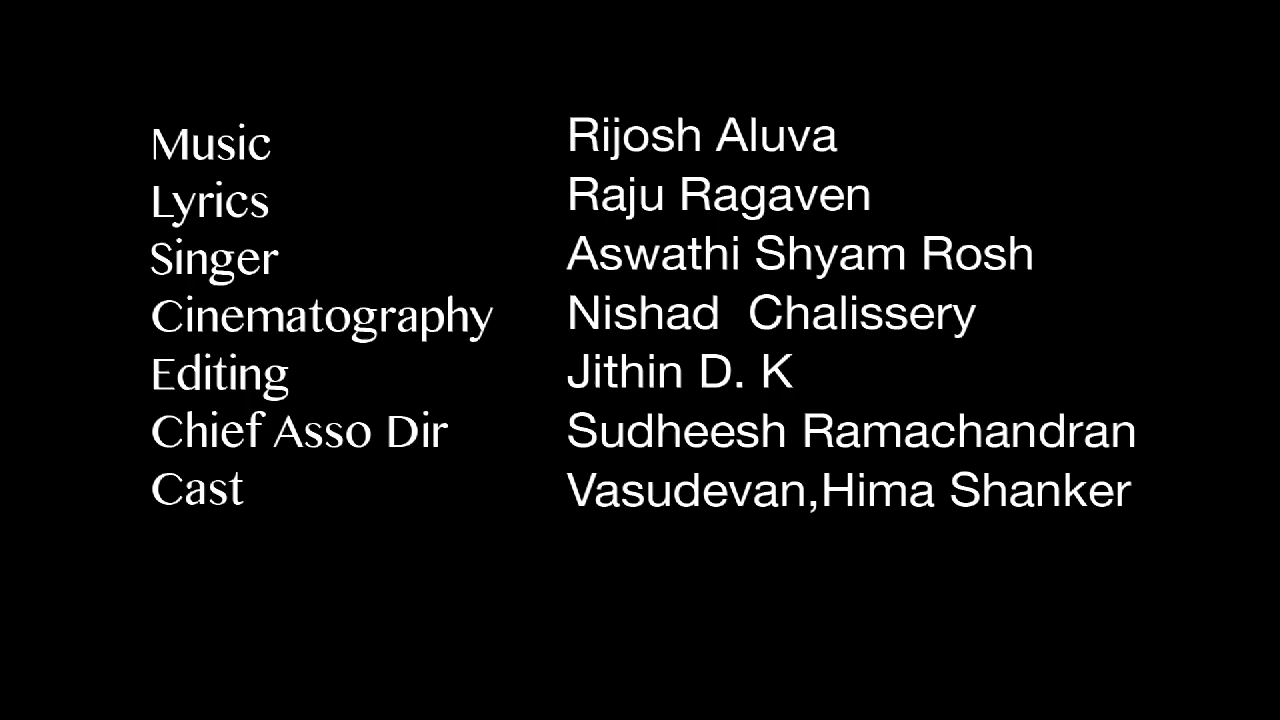 Music Rijosh Aluva
Lyrics Raju Ragaven
Singer Aswathi Shyam Rosh
Cinematography Nishad Chalissery
Editing Jithin D. K
Chief Asso Dir Sudheesh Ramachandran
Cast Vasudevan,Hima Shanker